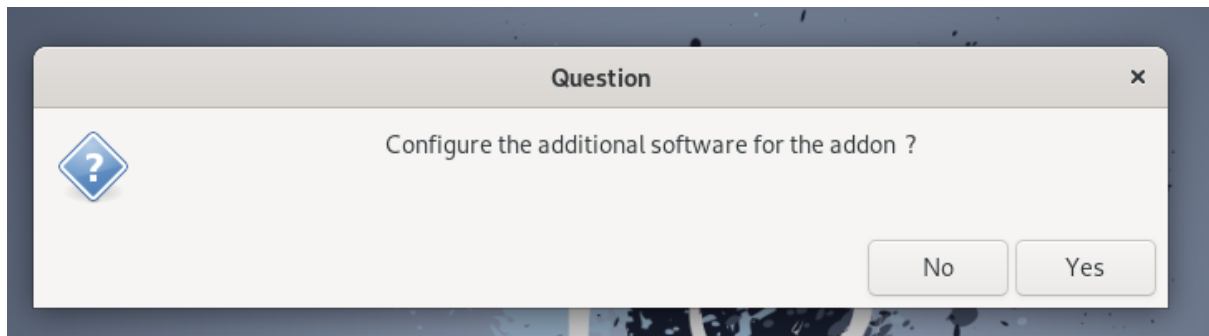 Question
Configure the additional software for the addon ?
No
Yes